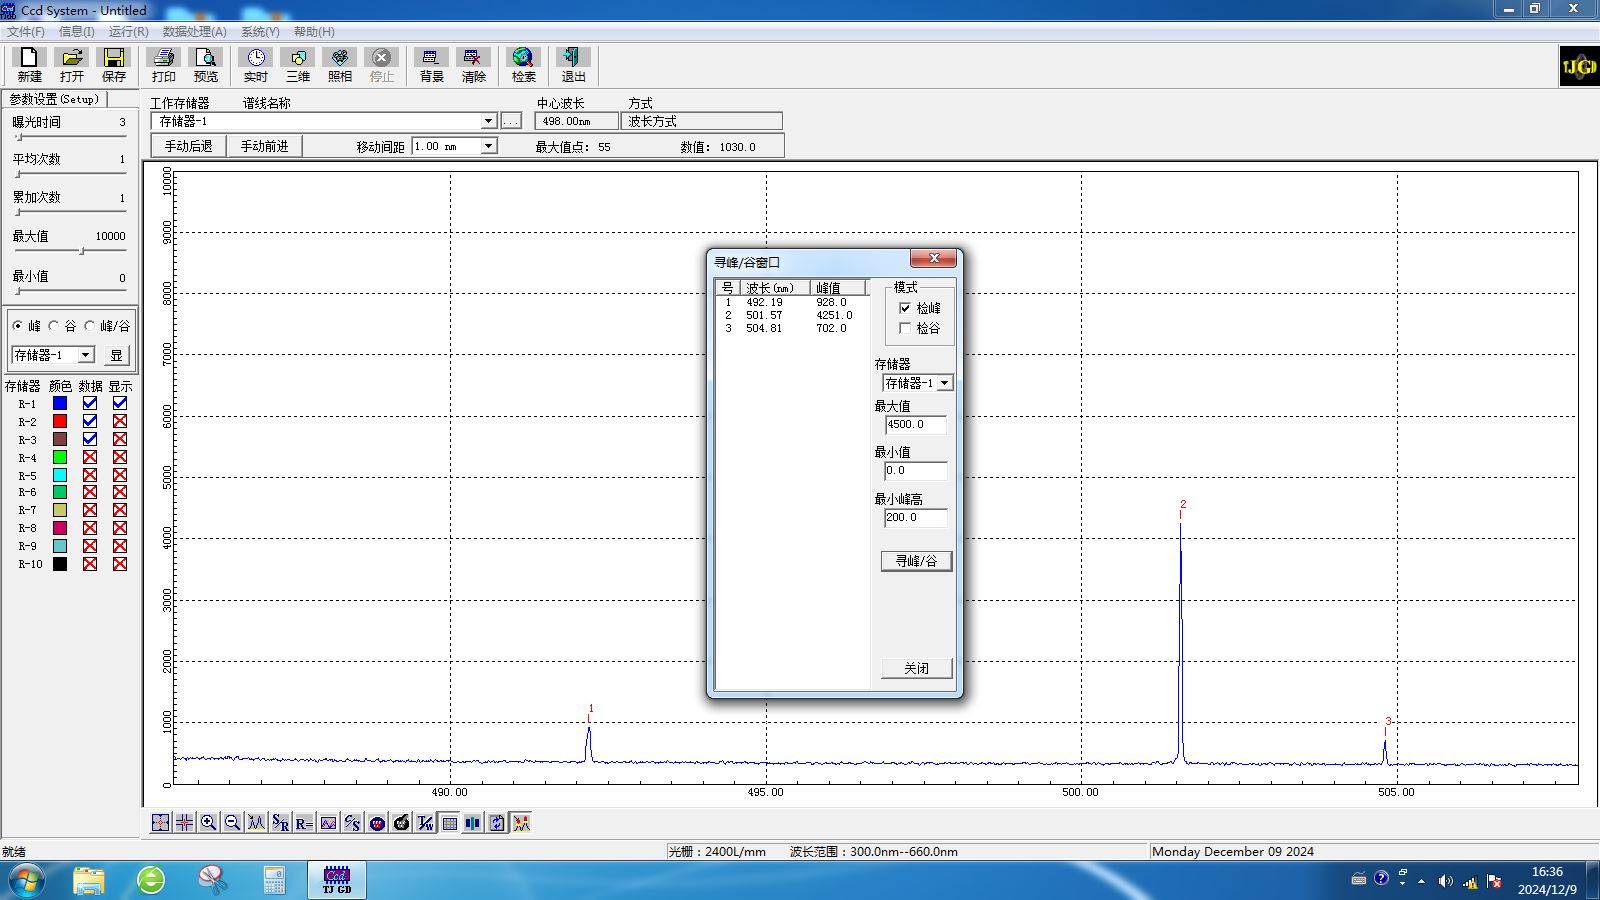 Ccd System - Untitled
文件(F) 信息(I) 运行(R) 数据处理(A) 系统(Y) 帮助(H)
新建 打开 保存 打印 预览 实时 三维 照相 停止 背景 清除 检索 退出
TJGD
参数设置(Setup)
曝光时间 3
平均次数 1
累加次数 1
最大值 10000
最小值 0
峰 谷 峰/谷
存储器-1 显
存储器 颜色 数据 显示
R-1
R-2
R-3
R-4
R-5
R-6
R-7
R-8
R-9
R-10
工作存储器 谱线名称 中心波长 方式
存储器-1 ... 498.00nm 波长方式
手动后退 手动前进 移动间距 1.00 nm 最大值点: 55 数值: 1030.0
10000
9000
8000
7000
6000
5000
4000
3000
2000
1000
0
490.00 495.00 500.00 505.00
1
2
3
寻峰/谷窗口
号 波长(nm) 峰值
1 492.19 928.0
2 501.57 4251.0
3 504.81 702.0
模式
检峰
检谷
存储器
存储器-1
最大值
4500.0
最小值
0.0
最小峰高
200.0
寻峰/谷
关闭
就绪 光栅：2400L/mm 波长范围：300.0nm--660.0nm Monday December 09 2024
Ccd
TJ GD
16:36
2024/12/9